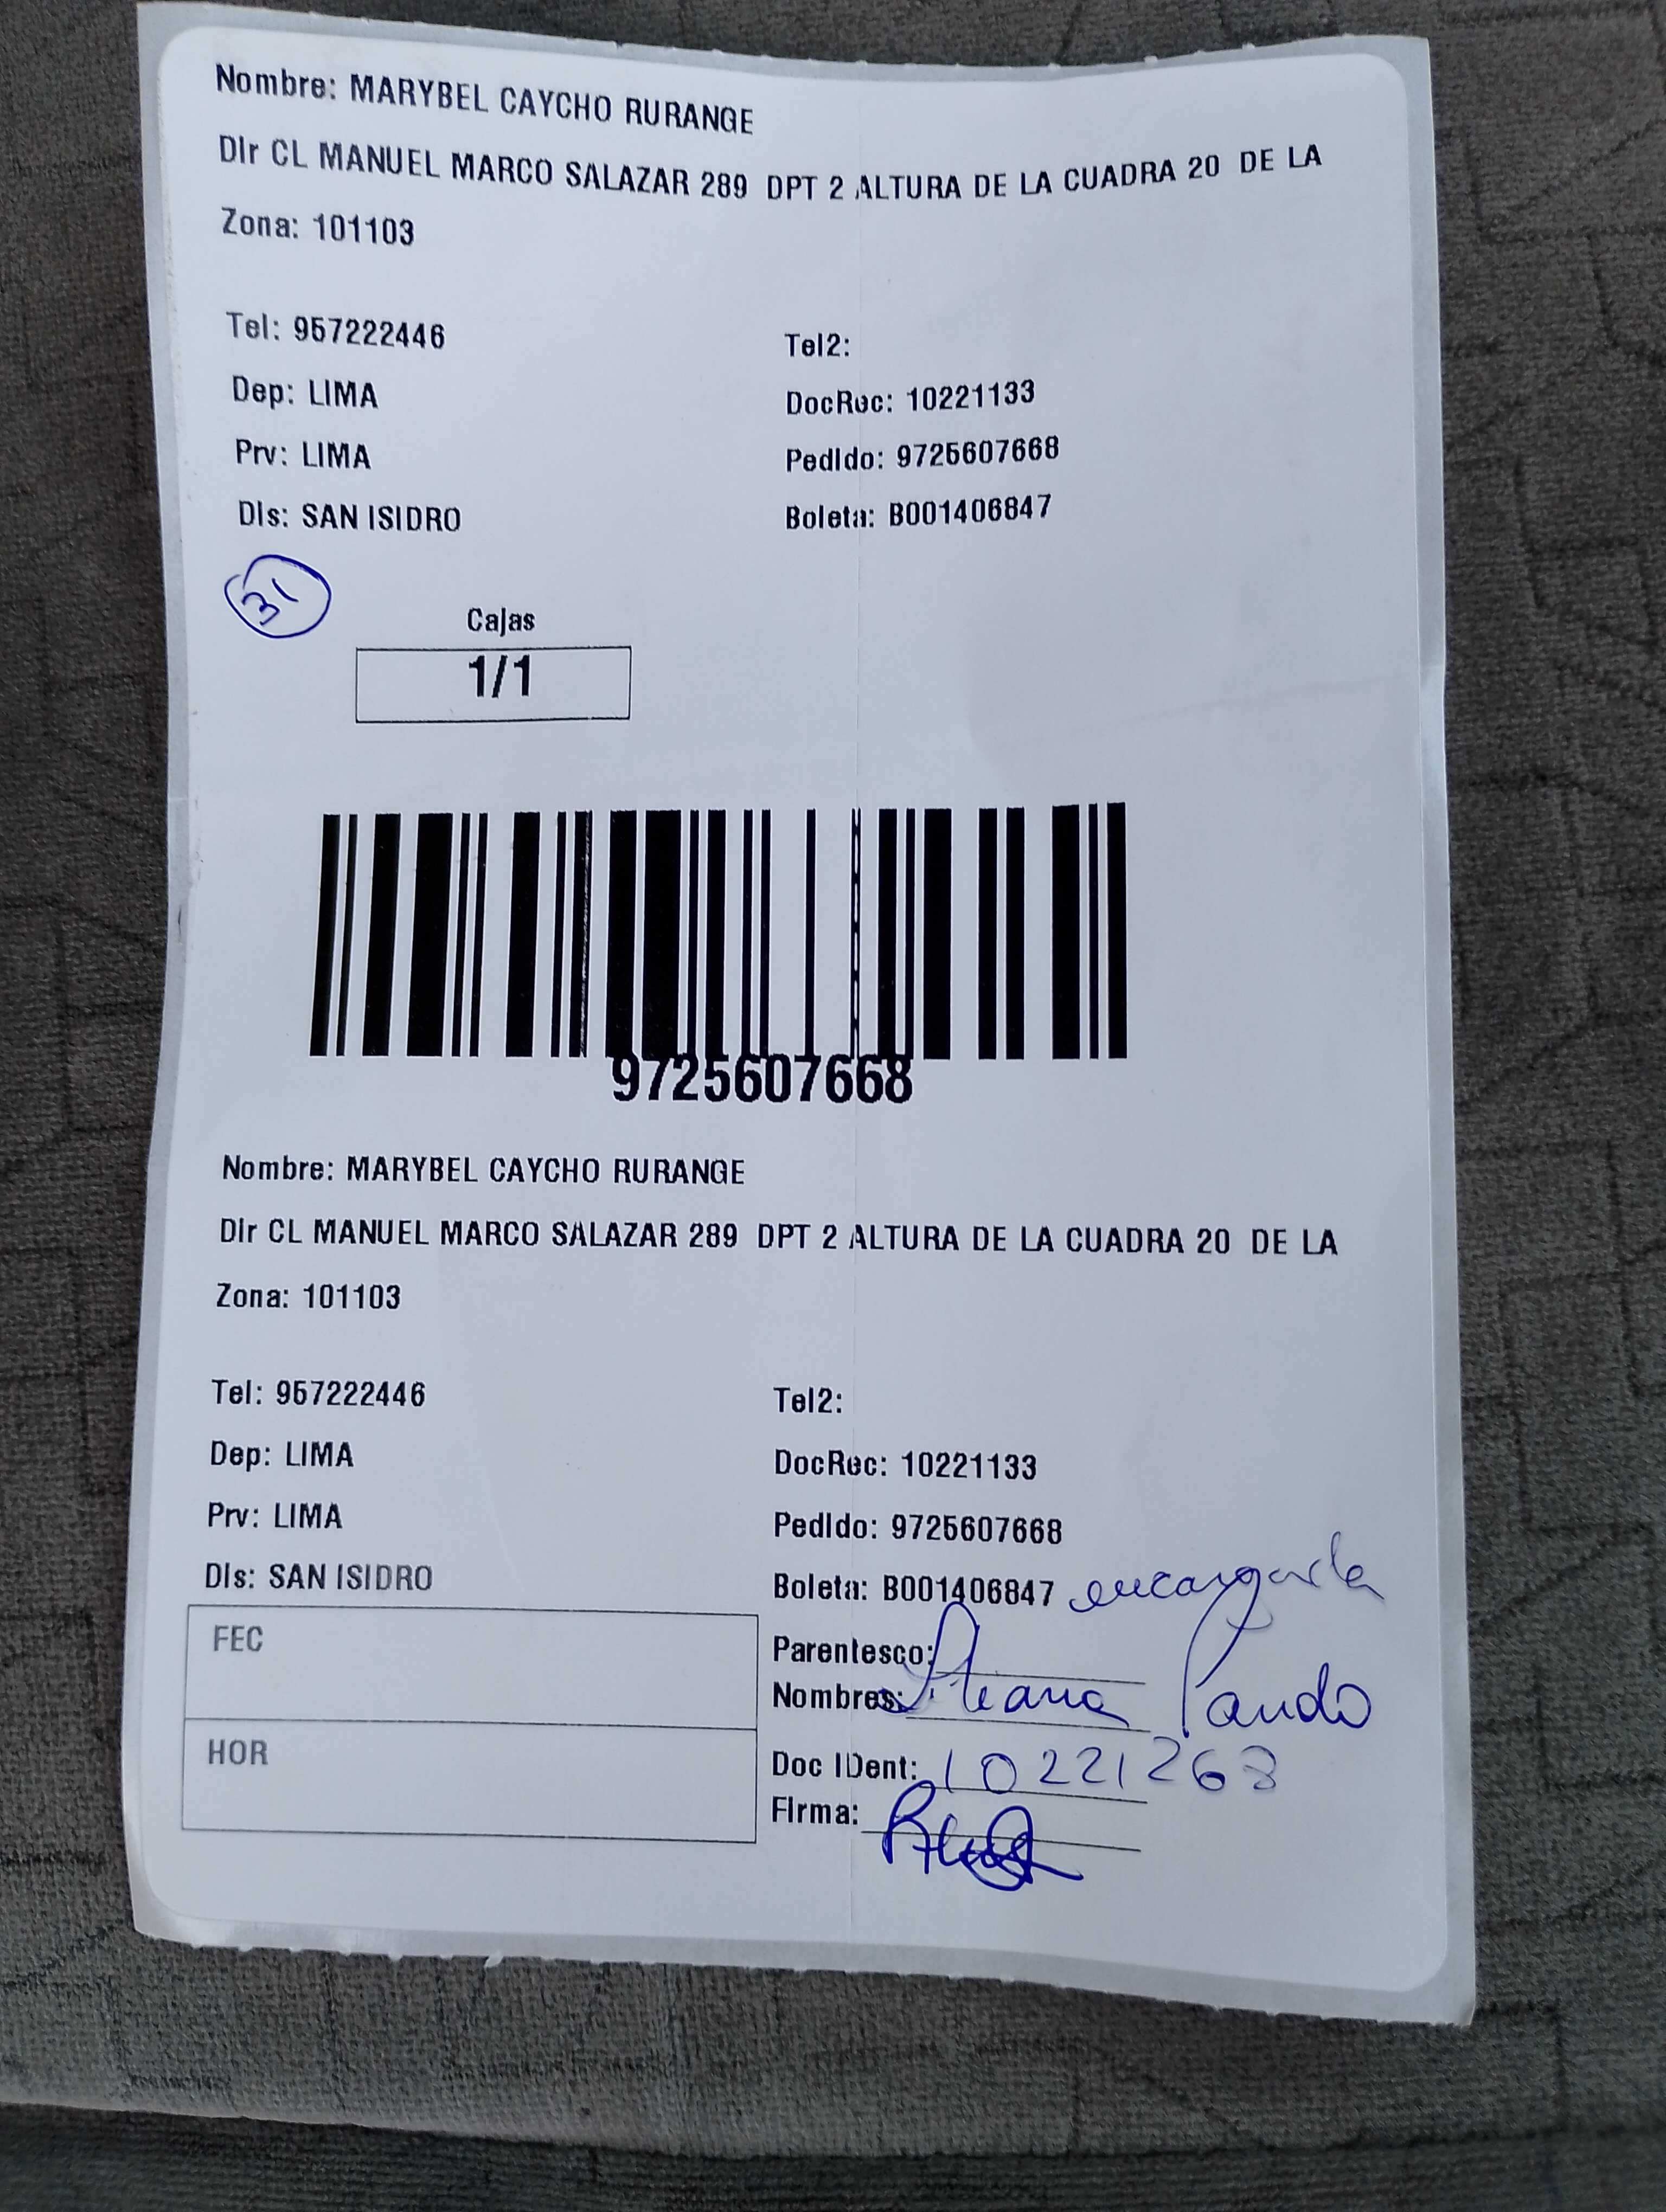 Nombre: MARYBEL CAYCHO RURANGE
Dir CL MANUEL MARCO SALAZAR 289 DPT 2 ALTURA DE LA CUADRA 20 DE LA
Zona: 101103
Tel: 957222446 Tel2:
Dep: LIMA DocRec: 10221133
Prv: LIMA Pedido: 9725607668
Dis: SAN ISIDRO Boleta: B001406847
31
Cajas
1/1
9725607668
Nombre: MARYBEL CAYCHO RURANGE
Dir CL MANUEL MARCO SALAZAR 289 DPT 2 ALTURA DE LA CUADRA 20 DE LA
Zona: 101103
Tel: 957222446 Tel2:
Dep: LIMA DocRec: 10221133
Prv: LIMA Pedido: 9725607668
Dis: SAN ISIDRO Boleta: B001406847
FEC Parentesco:
Nombres: Pando
HOR Doc IDent: 10221263
Firma: